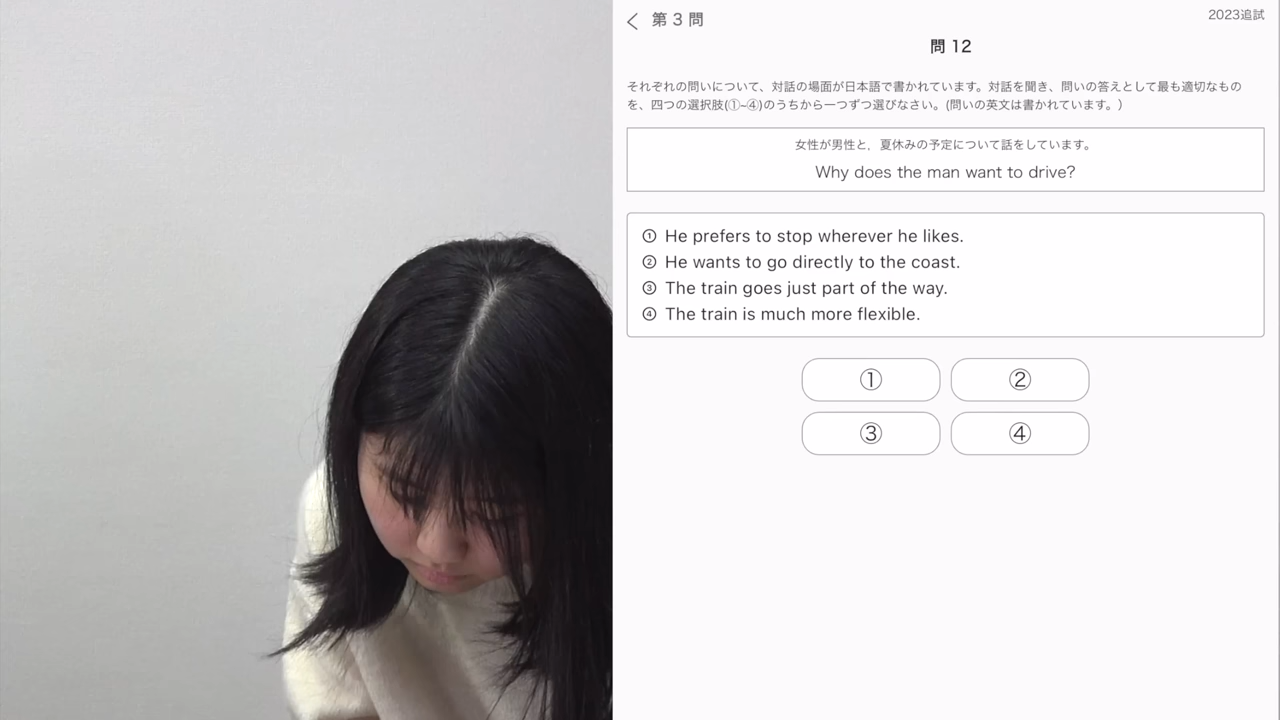 第 3 問
2023追試
問 12
それぞれの問いについて、対話の場面が日本語で書かれています。対話を聞き、問いの答えとして最も適切なもの
を、四つの選択肢(①~④)のうちから一つずつ選びなさい。(問いの英文は書かれています。)
女性が男性と，夏休みの予定について話をしています。
Why does the man want to drive?
① He prefers to stop wherever he likes.
② He wants to go directly to the coast.
③ The train goes just part of the way.
④ The train is much more flexible.
① ②
③ ④